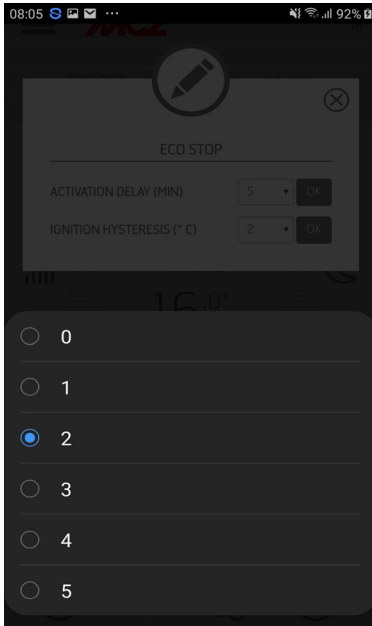 08:05 S ... 92%
MCZ
ECO STOP
ACTIVATION DELAY (MIN) 5 OK
IGNITION HYSTERESIS (° C) 2 OK
16.0°
0
1
2
3
4
5